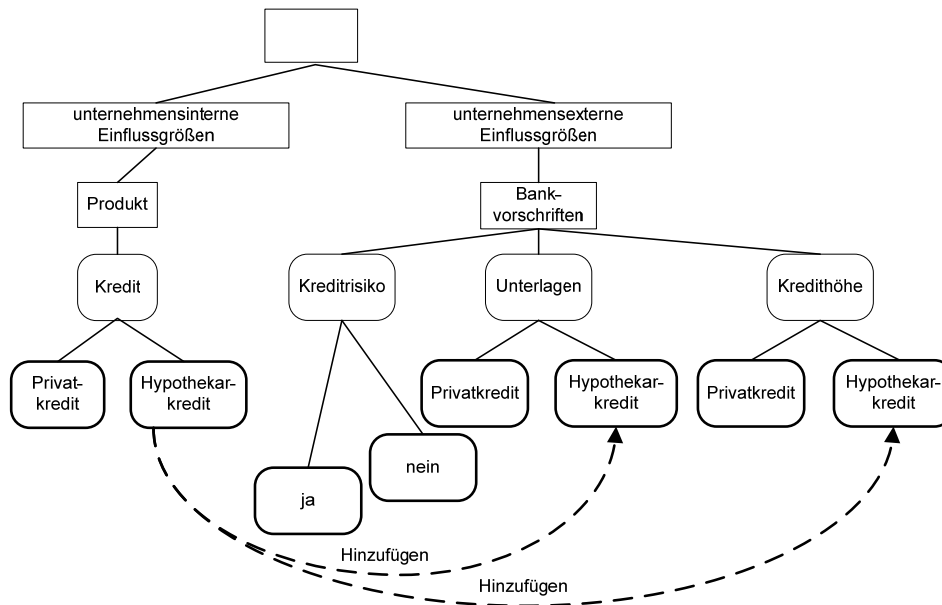 unternehmensinterne
Einflussgrößen
unternehmensexterne
Einflussgrößen
Produkt
Bank-
vorschriften
Kredit
Kreditrisiko
Unterlagen
Kredithöhe
Privat-
kredit
Hypothekar-
kredit
Privatkredit
Hypothekar-
kredit
Privatkredit
Hypothekar-
kredit
nein
ja
Hinzufügen
Hinzufügen